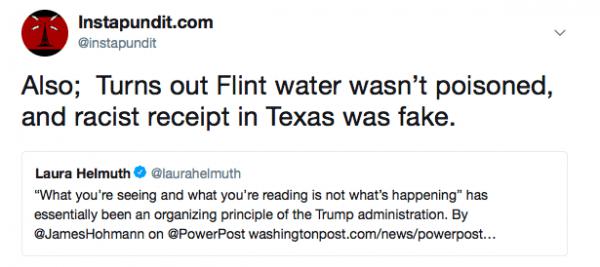 Instapundit.com
@instapundit
Also;  Turns out Flint water wasn’t poisoned,
and racist receipt in Texas was fake.
Laura Helmuth @laurahelmuth
“What you're seeing and what you're reading is not what’s happening” has
essentially been an organizing principle of the Trump administration. By
@JamesHohmann on @PowerPost washingtonpost.com/news/powerpost…